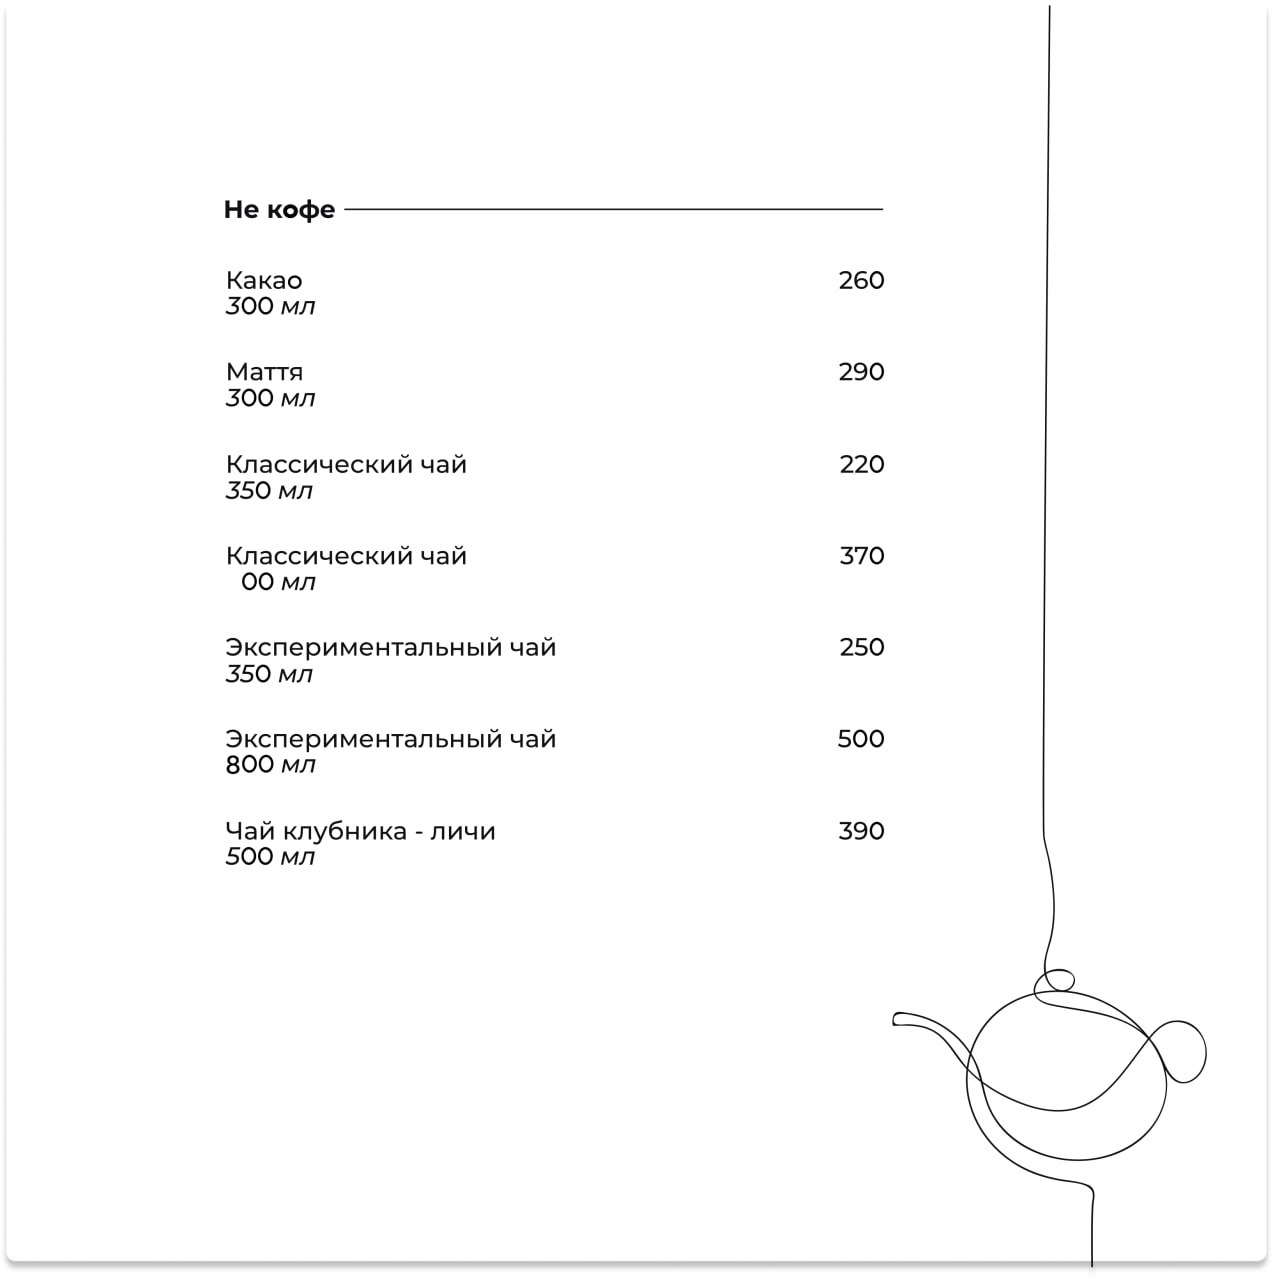 Не кофе
Какао 260
300 мл
Маття 290
300 мл
Классический чай 220
350 мл
Классический чай 370
00 мл
Экспериментальный чай 250
350 мл
Экспериментальный чай 500
800 мл
Чай клубника - личи 390
500 мл